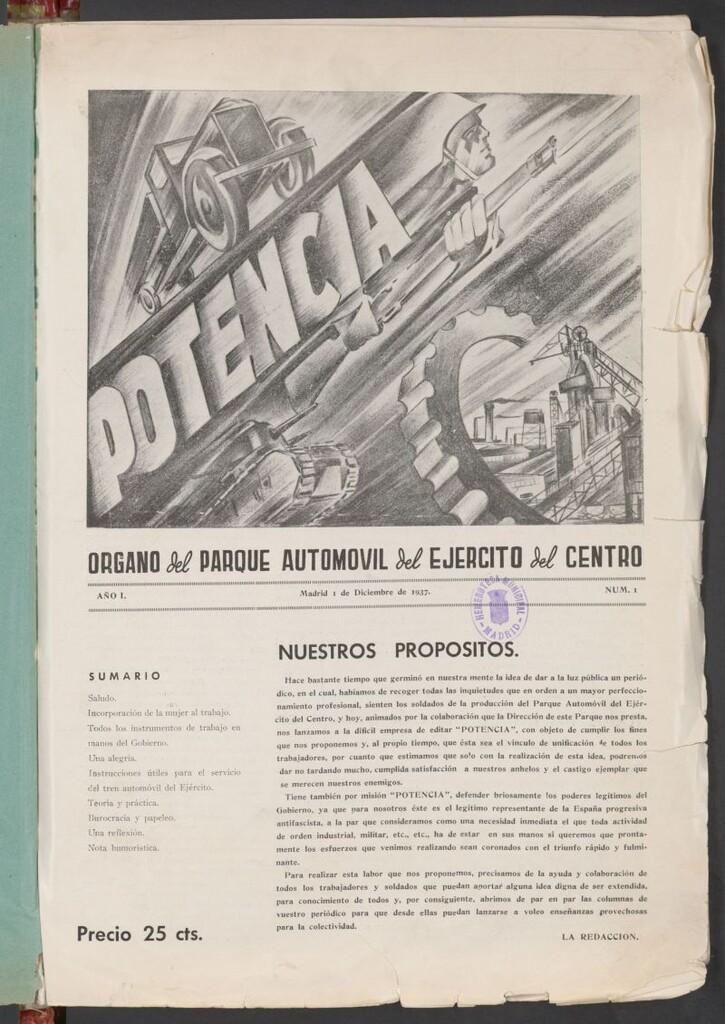 POTENCIA
ORGANO del PARQUE AUTOMOVIL del EJERCITO del CENTRO
AÑO I. Madrid 1 de Diciembre de 1937. NUM. 1
HEMEROTECA MUNICIPAL
MADRID
SUMARIO
Saludo.
Incorporación de la mujer al trabajo.
Todos los instrumentos de trabajo en
manos del Gobierno.
Una alegría.
Instrucciones útiles para el servicio
del tren automóvil del Ejército.
Teoría y práctica.
Burocracia y papeleo.
Una reflexión.
Nota humorística.
Precio 25 cts.
NUESTROS PROPOSITOS.
Hace bastante tiempo que germinó en nuestra mente la idea de dar a la luz pública un perió-
dico, en el cual, habíamos de recoger todas las inquietudes que en orden a un mayor perfeccio-
namiento profesional, sienten los soldados de la producción del Parque Automóvil del Ejér-
cito del Centro, y hoy, animados por la colaboración que la Dirección de este Parque nos presta,
nos lanzamos a la difícil empresa de editar "POTENCIA", con objeto de cumplir los fines
que nos proponemos y, al propio tiempo, que ésta sea el vínculo de unificación de todos los
trabajadores, por cuanto que estimamos que solo con la realización de esta idea, podremos
dar no tardando mucho, cumplida satisfacción a nuestros anhelos y el castigo ejemplar que
se merecen nuestros enemigos.
Tiene también por misión "POTENCIA", defender briosamente los poderes legítimos del
Gobierno, ya que para nosotros éste es el legítimo representante de la España progresiva
antifascista, a la par que consideramos como una necesidad inmediata el que toda actividad
de orden industrial, militar, etc., etc., ha de estar en sus manos si queremos que pronta-
mente los esfuerzos que venimos realizando sean coronados con el triunfo rápido y fulmi-
nante.
Para realizar esta labor que nos proponemos, precisamos de la ayuda y colaboración de
todos los trabajadores y soldados que puedan aportar alguna idea digna de ser extendida,
para conocimiento de todos y, por consiguiente, abrimos de par en par las columnas de
vuestro periódico para que desde ellas puedan lanzarse a voleo enseñanzas provechosas
para la colectividad.
LA REDACCION.